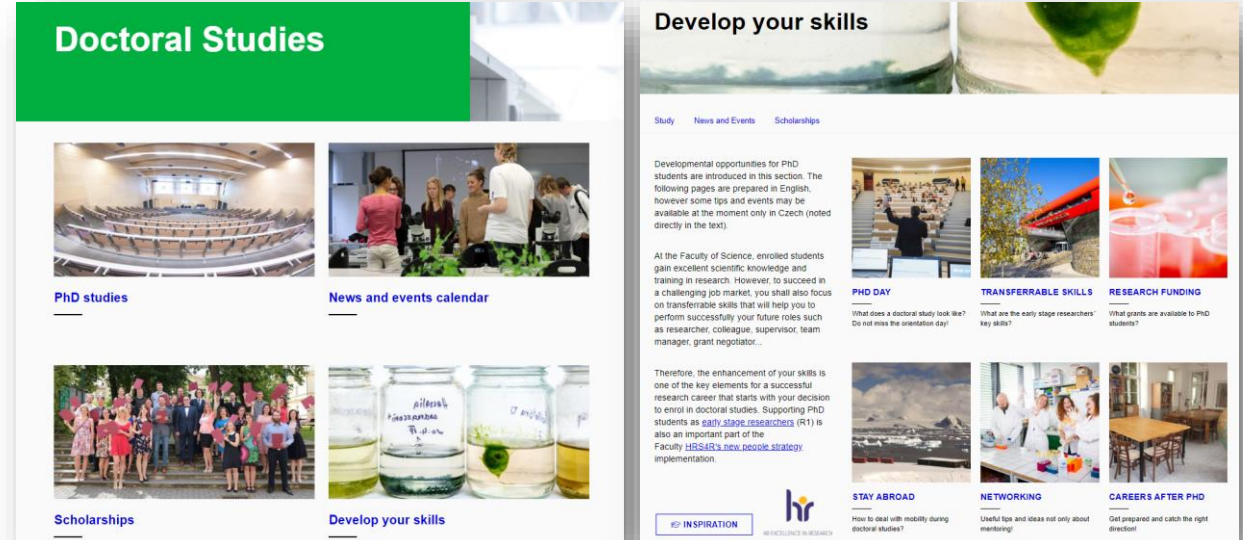 Doctoral Studies
PhD studies
News and events calendar
Scholarships
Develop your skills
Develop your skills
Study News and Events Scholarships
Developmental opportunities for PhD
students are introduced in this section. The
following pages are prepared in English,
however some tips and events may be
available at the moment only in Czech (noted
directly in the text).
At the Faculty of Science, enrolled students
gain excellent scientific knowledge and
training in research. However, to succeed in
a challenging job market, you shall also focus
on transferrable skills that will help you to
perform successfully your future roles such
as researcher, colleague, supervisor, team
manager, grant negotiator...
Therefore, the enhancement of your skills is
one of the key elements for a successful
research career that starts with your decision
to enrol in doctoral studies. Supporting PhD
students as early stage researchers (R1) is
also an important part of the
Faculty HRS4R's new people strategy
implementation.
INSPIRATION
hr
HR EXCELLENCE IN RESEARCH
PHD DAY
What does a doctoral study look like?
Do not miss the orientation day!
TRANSFERRABLE SKILLS
What are the early stage researchers'
key skills?
RESEARCH FUNDING
What grants are available to PhD
students?
STAY ABROAD
How to deal with mobility during
doctoral studies?
NETWORKING
Useful tips and ideas not only about
mentoring!
CAREERS AFTER PHD
Get prepared and catch the right
direction!